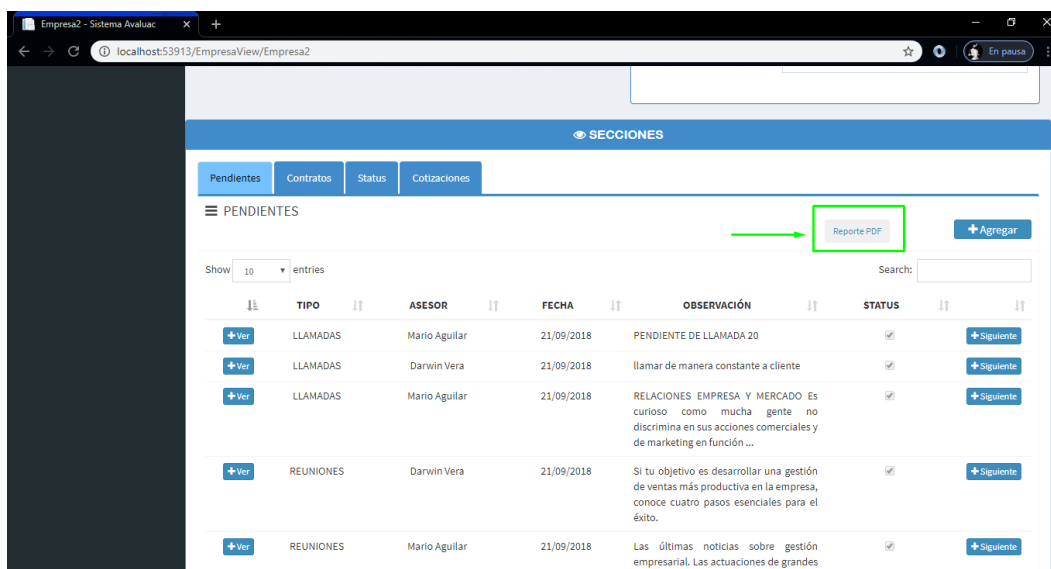 Empresa2 - Sistema Avaluac
localhost:53913/EmpresaView/Empresa2
En pausa
SECCIONES
Pendientes Contratos Status Cotizaciones
PENDIENTES
Reporte PDF
Agregar
Show 10 entries
Search:
TIPO ASESOR FECHA OBSERVACIÓN STATUS
Ver LLAMADAS Mario Aguilar 21/09/2018 PENDIENTE DE LLAMADA 20 Siguiente
Ver LLAMADAS Darwin Vera 21/09/2018 llamar de manera constante a cliente Siguiente
Ver LLAMADAS Mario Aguilar 21/09/2018 RELACIONES EMPRESA Y MERCADO Es Siguiente
curioso como mucha gente no
discrimina en sus acciones comerciales y
de marketing en función ...
Ver REUNIONES Darwin Vera 21/09/2018 Si tu objetivo es desarrollar una gestión Siguiente
de ventas más productiva en la empresa,
conoce cuatro pasos esenciales para el
éxito.
Ver REUNIONES Mario Aguilar 21/09/2018 Las últimas noticias sobre gestión Siguiente
empresarial. Las actuaciones de grandes